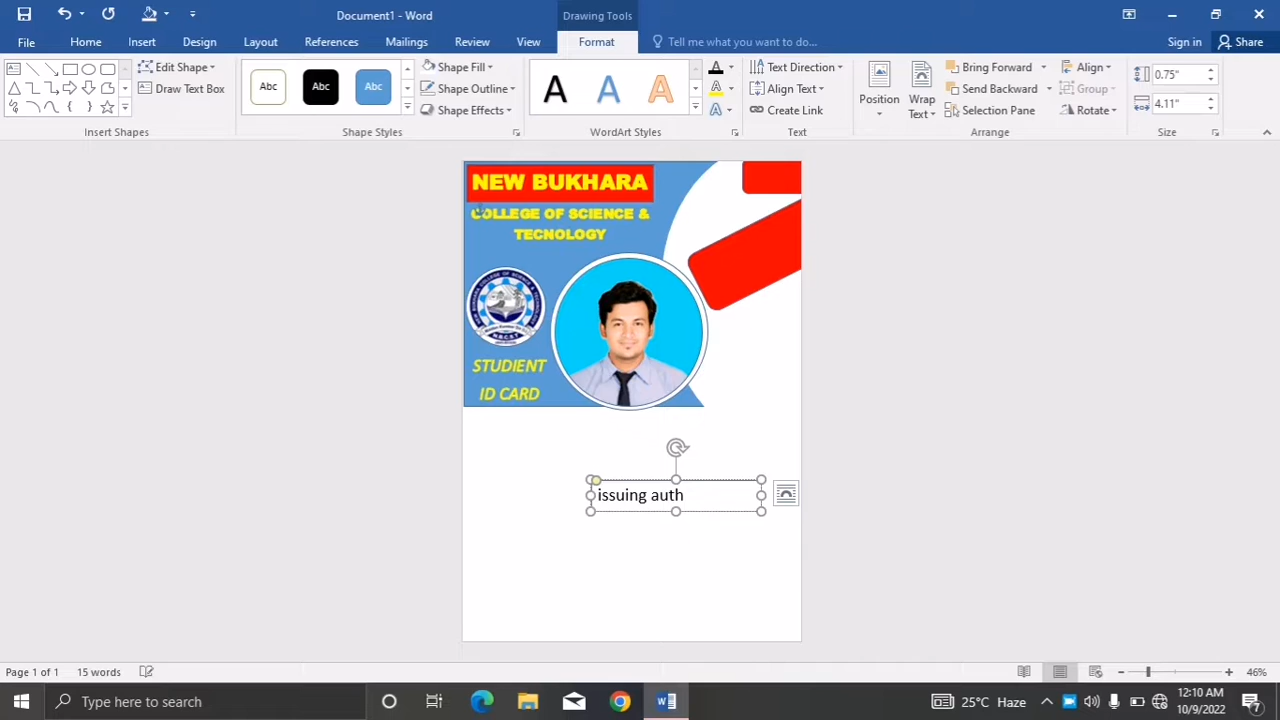 Document1 - Word
Drawing Tools
File
Home
Insert
Design
Layout
References
Mailings
Review
View
Format
Tell me what you want to do...
Sign in
Share
Edit Shape
Draw Text Box
Insert Shapes
Abc
Abc
Abc
Shape Fill
Shape Outline
Shape Effects
Shape Styles
A
A
A
WordArt Styles
Text Direction
Align Text
Create Link
Text
Position
Wrap
Text
Bring Forward
Send Backward
Selection Pane
Align
Group
Rotate
Arrange
0.75"
4.11"
Size
NEW BUKHARA
COLLEGE OF SCIENCE &
TECNOLOGY
STUDIENT
ID CARD
issuing auth
Page 1 of 1
15 words
46%
Type here to search
25°C Haze
12:10 AM
10/9/2022
7